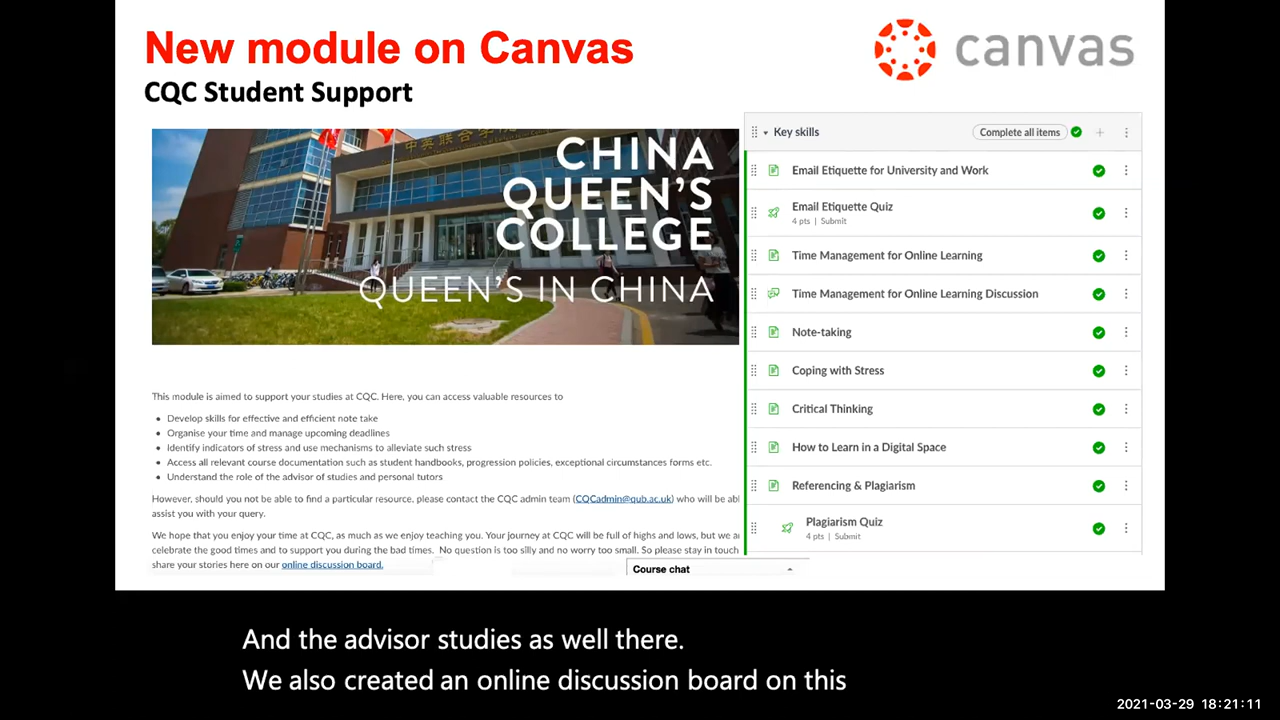 New module on Canvas
CQC Student Support
canvas
中英联合学院
CHINA
QUEEN'S
COLLEGE
QUEEN'S IN CHINA
This module is aimed to support your studies at CQC. Here, you can access valuable resources to
• Develop skills for effective and efficient note take
• Organise your time and manage upcoming deadlines
• Identify indicators of stress and use mechanisms to alleviate such stress
• Access all relevant course documentation such as student handbooks, progression policies, exceptional circumstances forms etc.
• Understand the role of the advisor of studies and personal tutors
However, should you not be able to find a particular resource, please contact the CQC admin team (CQCadmin@qub.ac.uk) who will be abl
assist you with your query.
We hope that you enjoy your time at CQC, as much as we enjoy teaching you. Your journey at CQC will be full of highs and lows, but we a
celebrate the good times and to support you during the bad times. No question is too silly and no worry too small. So please stay in touch
share your stories here on our online discussion board.
Key skills
Complete all items
Email Etiquette for University and Work
Email Etiquette Quiz
4 pts | Submit
Time Management for Online Learning
Time Management for Online Learning Discussion
Note-taking
Coping with Stress
Critical Thinking
How to Learn in a Digital Space
Referencing & Plagiarism
Plagiarism Quiz
4 pts | Submit
Course chat
And the advisor studies as well there.
We also created an online discussion board on this
2021-03-29 18:21:11